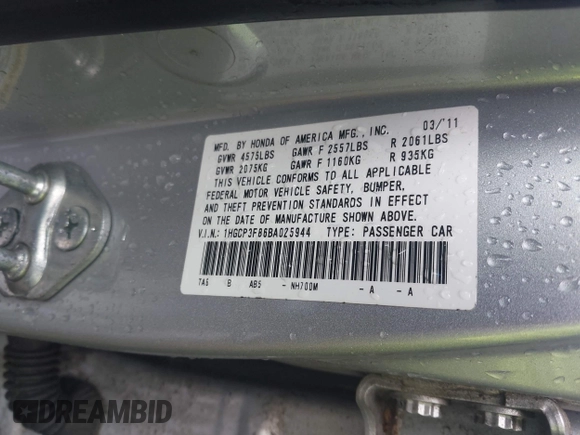 MFD. BY HONDA OF AMERICA MFG., INC. 03/'11
GVWR 4575LBS GAWR F 2557LBS R 2061LBS
GVWR 2075KG GAWR F 1160KG R 935KG
THIS VEHICLE CONFORMS TO ALL APPLICABLE
FEDERAL MOTOR VEHICLE SAFETY, BUMPER,
AND THEFT PREVENTION STANDARDS IN EFFECT
ON THE DATE OF MANUFACTURE SHOWN ABOVE.
V.I.N.: 1HGCP3F86BA025944 TYPE: PASSENGER CAR
TA6 B AB5 - NH700M - A - A
DREAMBID